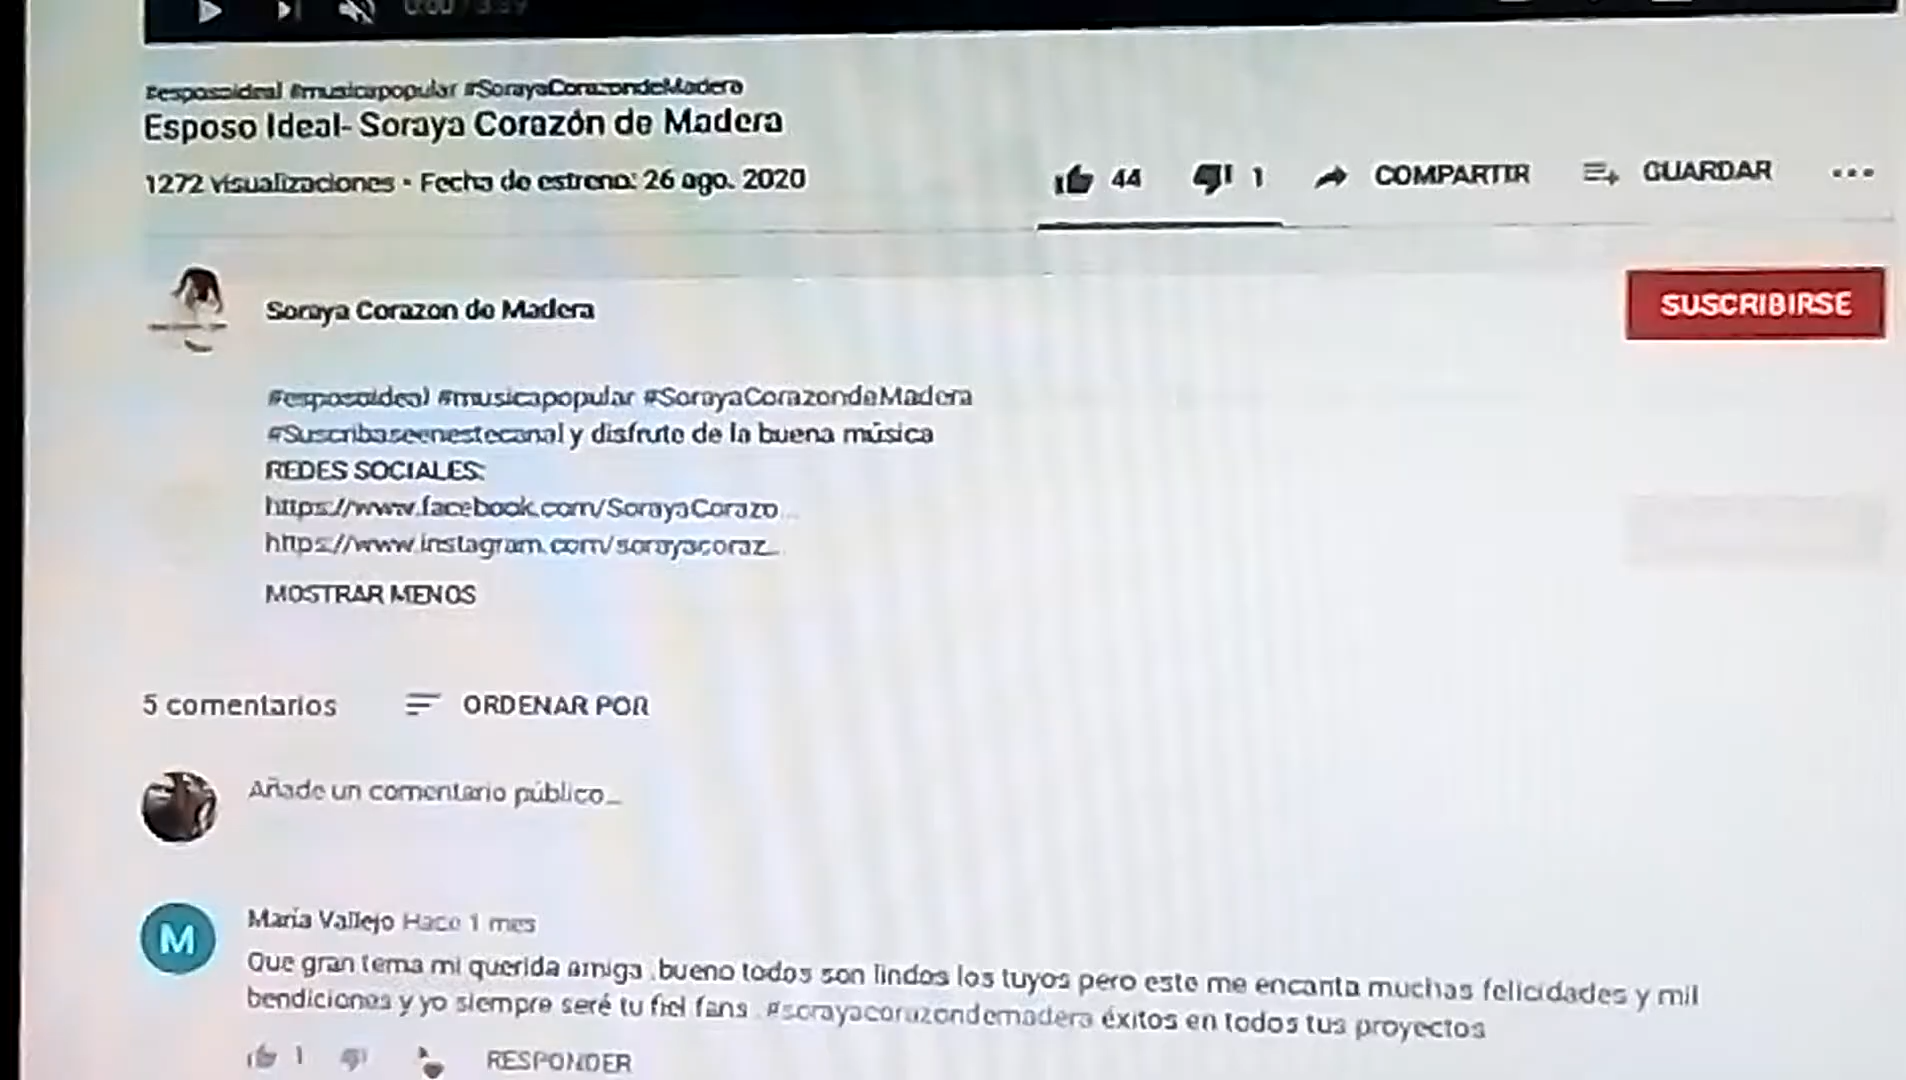 0:00 / 3:39
#esposoideal #musicapopular #SorayaCorazondeMadera
Esposo Ideal- Soraya Corazón de Madera
1272 visualizaciones • Fecha de estreno: 26 ago. 2020
44 1 COMPARTIR GUARDAR
Soraya Corazon de Madera
SUSCRIBIRSE
#esposoideal #musicapopular #SorayaCorazondeMadera
#Suscribaseenestecanal y disfrute de la buena música
REDES SOCIALES:
https://www.facebook.com/SorayaCorazo...
https://www.instagram.com/sorayacoraz...
MOSTRAR MENOS
5 comentarios ORDENAR POR
Añade un comentario público...
M
María Vallejo Hace 1 mes
Que gran tema mi querida amiga .bueno todos son lindos los tuyos pero este me encanta muchas felicidades y mil
bendiciones y yo siempre seré tu fiel fans . #sorayacorazondemadera éxitos en todos tus proyectos
1 RESPONDER